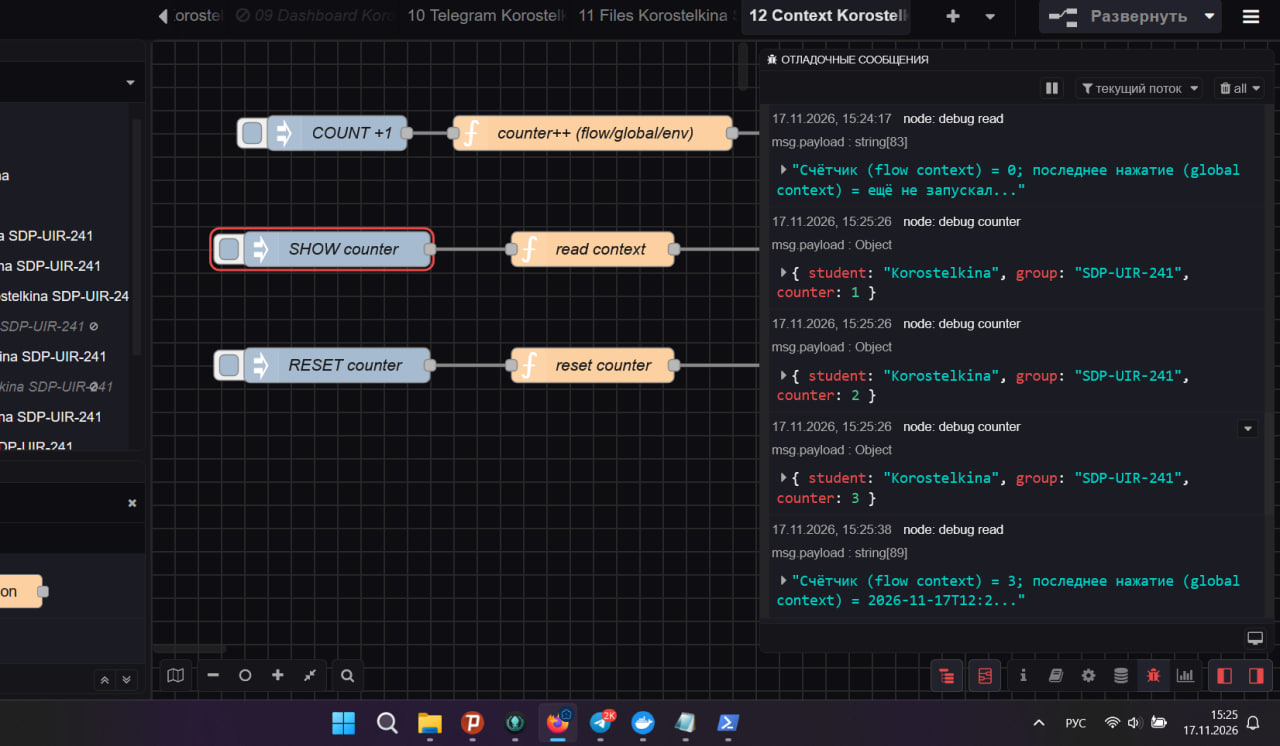 orostel
09 Dashboard Koro
10 Telegram Korostelk
11 Files Korostelkina S
12 Context Korostell
Развернуть
ОТЛАДОЧНЫЕ СООБЩЕНИЯ
текущий поток
all
COUNT +1
counter++ (flow/global/env)
SHOW counter
read context
RESET counter
reset counter
na
a SDP-UIR-241
na SDP-UIR-241
ostelkina SDP-UIR-24
SDP-UIR-241
ina SDP-UIR-241
kina SDP-UIR-241
na SDP-UIR-241
DP-UIR-241
on
17.11.2026, 15:24:17 node: debug read
msg.payload : string[83]
"Счётчик (flow context) = 0; последнее нажатие (global
context) = ещё не запускал..."
17.11.2026, 15:25:26 node: debug counter
msg.payload : Object
{ student: "Korostelkina", group: "SDP-UIR-241",
counter: 1 }
17.11.2026, 15:25:26 node: debug counter
msg.payload : Object
{ student: "Korostelkina", group: "SDP-UIR-241",
counter: 2 }
17.11.2026, 15:25:26 node: debug counter
msg.payload : Object
{ student: "Korostelkina", group: "SDP-UIR-241",
counter: 3 }
17.11.2026, 15:25:38 node: debug read
msg.payload : string[89]
"Счётчик (flow context) = 3; последнее нажатие (global
context) = 2026-11-17T12:2..."
2K
РУС
15:25
17.11.2026